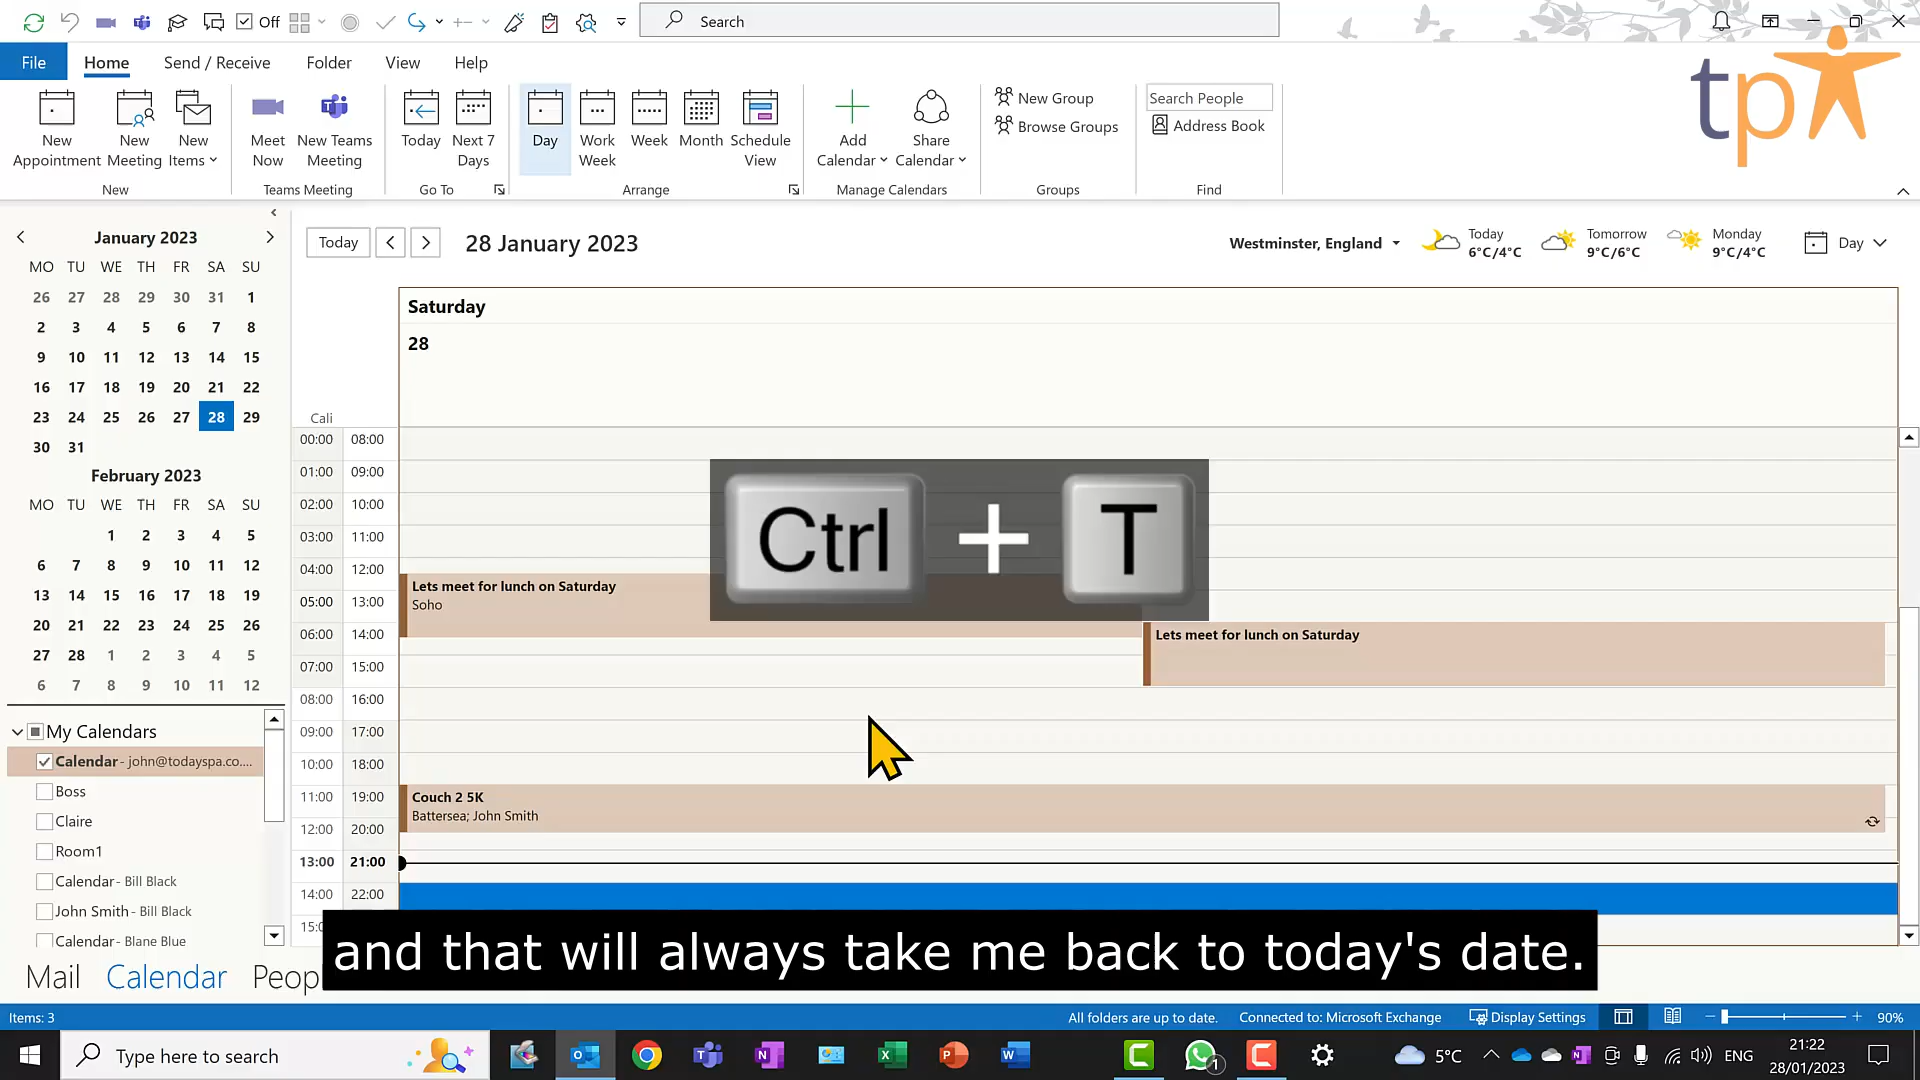 Off
Search
tp
File Home Send / Receive Folder View Help
New Appointment
New Meeting
New Items
New
Meet Now
New Teams Meeting
Teams Meeting
Today
Next 7 Days
Go To
Day
Work Week
Week
Month
Schedule View
Arrange
Add Calendar
Share Calendar
Manage Calendars
New Group
Browse Groups
Groups
Search People
Address Book
Find
January 2023
MO TU WE TH FR SA SU
26 27 28 29 30 31 1
2 3 4 5 6 7 8
9 10 11 12 13 14 15
16 17 18 19 20 21 22
23 24 25 26 27 28 29
30 31
February 2023
MO TU WE TH FR SA SU
1 2 3 4 5
6 7 8 9 10 11 12
13 14 15 16 17 18 19
20 21 22 23 24 25 26
27 28 1 2 3 4 5
6 7 8 9 10 11 12
My Calendars
Calendar - john@todayspa.co....
Boss
Claire
Room1
Calendar - Bill Black
John Smith - Bill Black
Calendar - Blane Blue
Mail Calendar Peop
Today
28 January 2023
Westminster, England
Today
6°C/4°C
Tomorrow
9°C/6°C
Monday
9°C/4°C
Day
Saturday
28
Cali
00:00 08:00
01:00 09:00
02:00 10:00
03:00 11:00
04:00 12:00
05:00 13:00
06:00 14:00
07:00 15:00
08:00 16:00
09:00 17:00
10:00 18:00
11:00 19:00
12:00 20:00
13:00 21:00
14:00 22:00
Ctrl + T
Lets meet for lunch on Saturday
Soho
Lets meet for lunch on Saturday
Couch 2 5K
Battersea; John Smith
and that will always take me back to today's date.
Items: 3
All folders are up to date.
Connected to: Microsoft Exchange
Display Settings
90%
Type here to search
1
5°C
ENG
21:22
28/01/2023